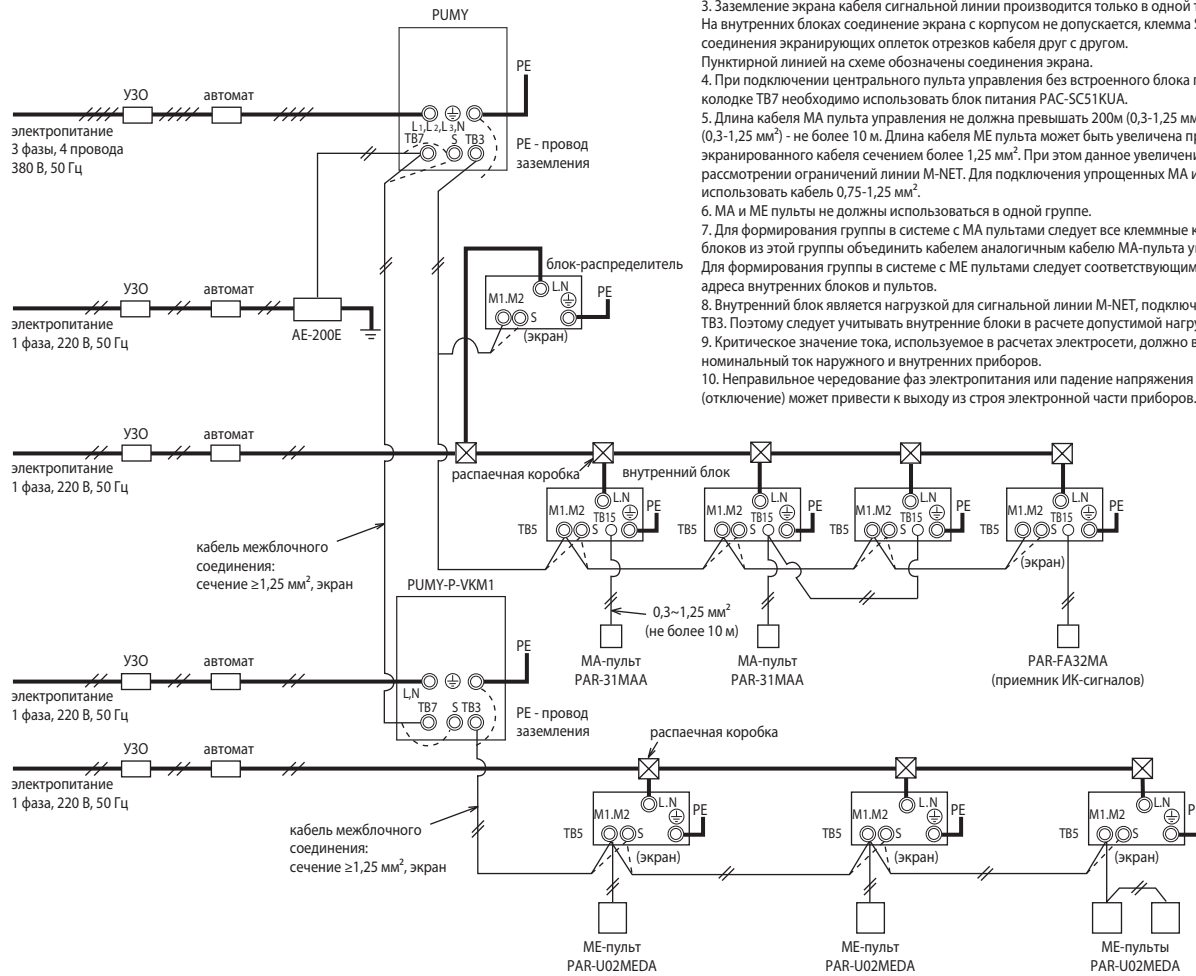 3. Заземление экрана кабеля сигнальной линии производится только в одной
На внутренних блоках соединение экрана с корпусом не допускается, клемма S
соединения экранирующих оплеток отрезков кабеля друг с другом.
Пунктирной линией на схеме обозначены соединения экрана.
4. При подключении центрального пульта управления без встроенного блока
колодке TB7 необходимо использовать блок питания PAC-SC51KUA.
5. Длина кабеля MA пульта управления не должна превышать 200м (0,3-1,25
(0,3-1,25 мм²) - не более 10 м. Длина кабеля ME пульта может быть увеличена
экранированного кабеля сечением более 1,25 мм². При этом данное
рассмотрении ограничений линии M-NET. Для подключения упрощенных MA и
использовать кабель 0,75-1,25 мм².
6. MA и ME пульты не должны использоваться в одной группе.
7. Для формирования группы в системе с MA пультами следует все клеммные
блоков из этой группы объединить кабелем аналогичным кабелю MA-пульта
Для формирования группы в системе с ME пультами следует
адреса внутренних блоков и пультов.
8. Внутренний блок является нагрузкой для сигнальной линии M-NET,
TB3. Поэтому следует учитывать внутренние блоки в расчете допустимой
9. Критическое значение тока, используемое в расчетах электросети, должно
номинальный ток наружного и внутренних приборов.
10. Неправильное чередование фаз электропитания или падение напряжения
(отключение) может привести к выходу из строя электронной части приборов.
PUMY
PE
УЗО
автомат
L1,L2,L3,N
TB7 S TB3
PE - провод
заземления
электропитание
3 фазы, 4 провода
380 В, 50 Гц
блок-распределитель
L.N
PE
M1.M2
S
(экран)
УЗО
автомат
AE-200E
электропитание
1 фаза, 220 В, 50 Гц
УЗО
автомат
электропитание
1 фаза, 220 В, 50 Гц
распаечная коробка
внутренний блок
TB5
M1.M2
S
TB15
L.N
PE
TB5
M1.M2
S
TB15
L.N
PE
TB5
M1.M2
S
TB15
L.N
PE
TB5
M1.M2
S
TB15
L.N
PE
(экран)
кабель межблочного
соединения:
сечение ≥1,25 мм², экран
0,3~1,25 мм²
(не более 10 м)
MA-пульт
PAR-31MAA
MA-пульт
PAR-31MAA
PAR-FA32MA
(приемник ИК-сигналов)
PUMY-P-VKM1
PE
УЗО
автомат
L,N
TB7 S TB3
PE - провод
заземления
электропитание
1 фаза, 220 В, 50 Гц
УЗО
автомат
электропитание
1 фаза, 220 В, 50 Гц
распаечная коробка
TB5
M1.M2
S
L.N
PE
(экран)
TB5
M1.M2
S
L.N
PE
(экран)
TB5
M1.M2
S
L.N
(экран)
кабель межблочного
соединения:
сечение ≥1,25 мм², экран
ME-пульт
PAR-U02MEDA
ME-пульт
PAR-U02MEDA
ME-пульты
PAR-U02MEDA